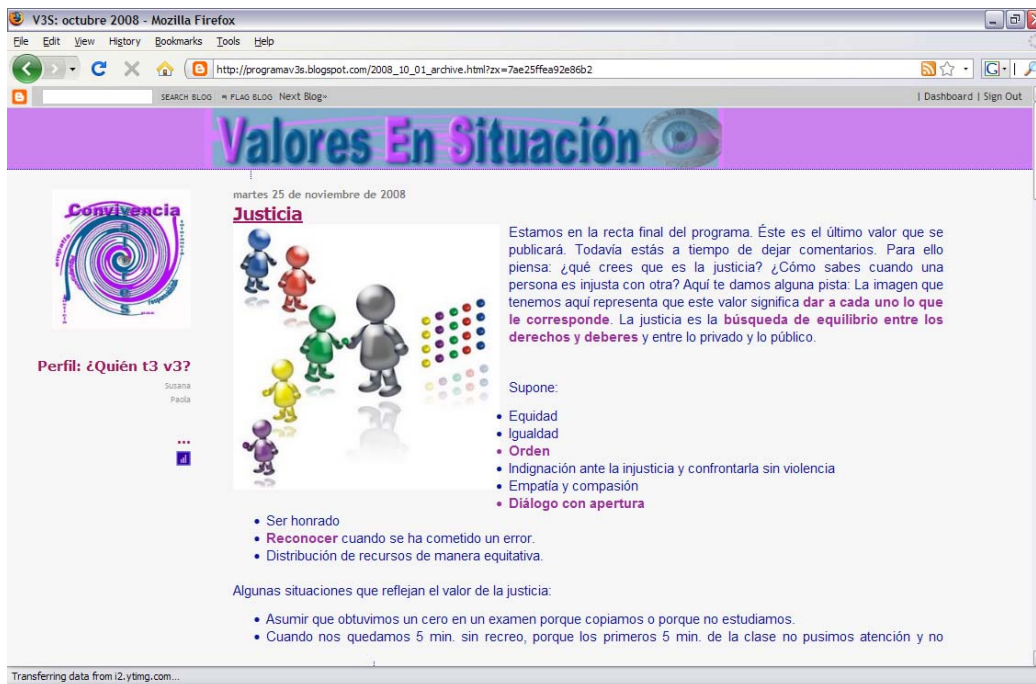 V3S: octubre 2008 - Mozilla Firefox
File Edit View History Bookmarks Tools Help
http://programav3s.blogspot.com/2008_10_01_archive.html?zx=7ae25ffea92e86b2
SEARCH BLOG FLAG BLOG Next Blog»
| Dashboard | Sign Out
Valores En Situación
Convivencia
martes 25 de noviembre de 2008
Justicia
Estamos en la recta final del programa. Éste es el último valor que se
publicará. Todavía estás a tiempo de dejar comentarios. Para ello
piensa: ¿qué crees que es la justicia? ¿Cómo sabes cuando una
persona es injusta con otra? Aquí te damos alguna pista: La imagen que
tenemos aquí representa que este valor significa dar a cada uno lo que
le corresponde. La justicia es la búsqueda de equilibrio entre los
derechos y deberes y entre lo privado y lo público.
Perfil: ¿Quién t3 v3?
Susana
Paola
...
Supone:
• Equidad
• Igualdad
• Orden
• Indignación ante la injusticia y confrontarla sin violencia
• Empatía y compasión
• Diálogo con apertura
• Ser honrado
• Reconocer cuando se ha cometido un error.
• Distribución de recursos de manera equitativa.
Algunas situaciones que reflejan el valor de la justicia:
• Asumir que obtuvimos un cero en un examen porque copiamos o porque no estudiamos.
• Cuando nos quedamos 5 min. sin recreo, porque los primeros 5 min. de la clase no pusimos atención y no
Transferring data from i2.ytimg.com...